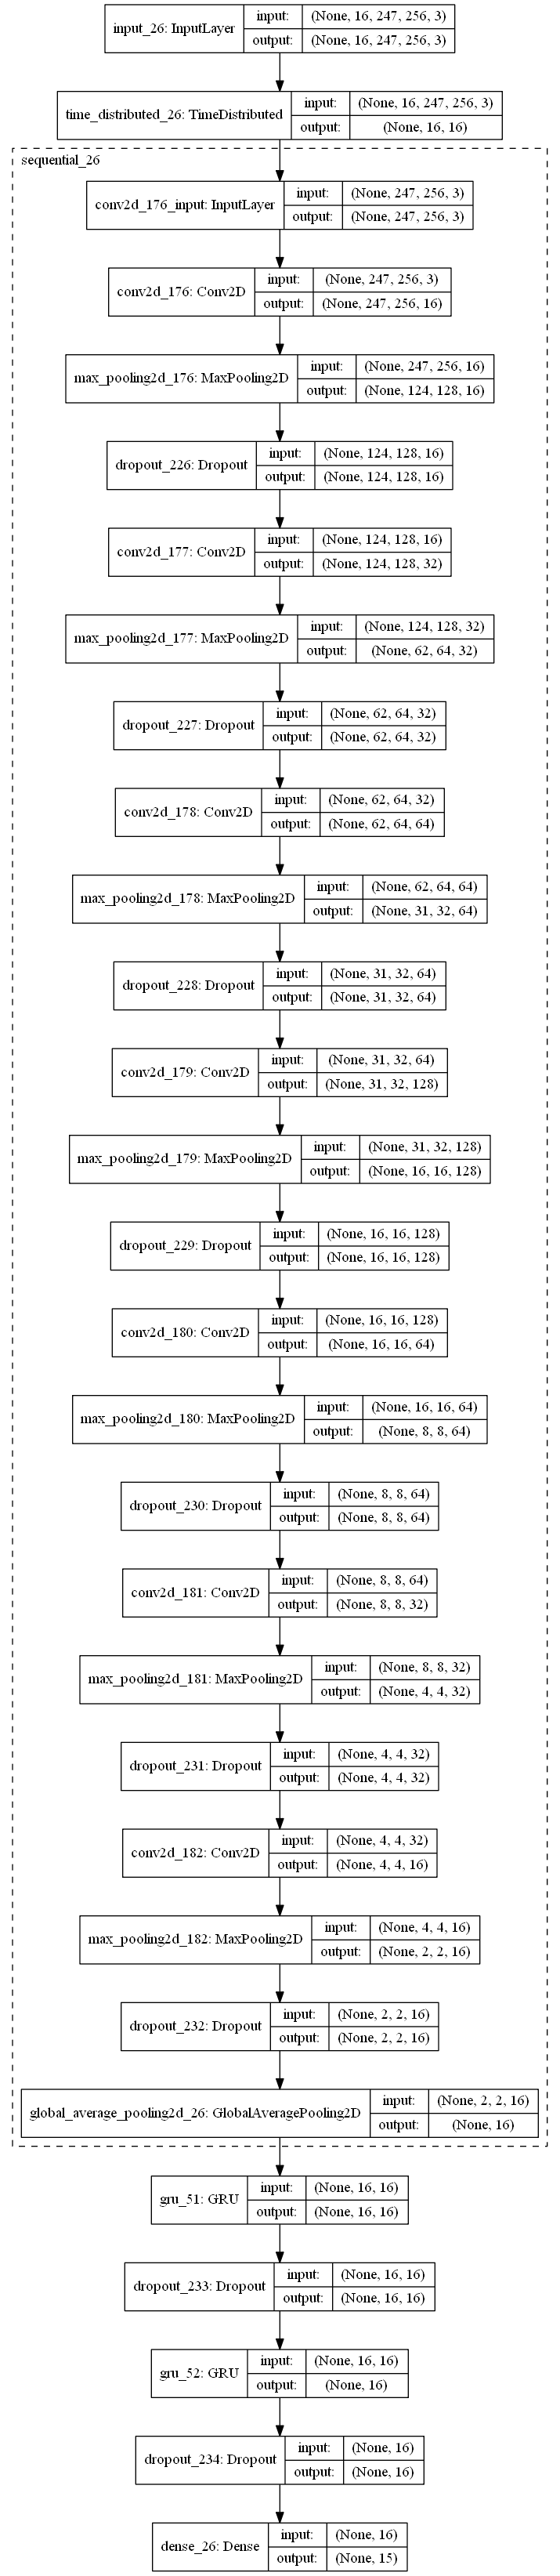 input_26: InputLayer input: (None, 16, 247, 256, 3)
output: (None, 16, 247, 256, 3)
time_distributed_26: TimeDistributed input: (None, 16, 247, 256, 3)
output: (None, 16, 16)
sequential_26
conv2d_176_input: InputLayer input: (None, 247, 256, 3)
output: (None, 247, 256, 3)
conv2d_176: Conv2D input: (None, 247, 256, 3)
output: (None, 247, 256, 16)
max_pooling2d_176: MaxPooling2D input: (None, 247, 256, 16)
output: (None, 124, 128, 16)
dropout_226: Dropout input: (None, 124, 128, 16)
output: (None, 124, 128, 16)
conv2d_177: Conv2D input: (None, 124, 128, 16)
output: (None, 124, 128, 32)
max_pooling2d_177: MaxPooling2D input: (None, 124, 128, 32)
output: (None, 62, 64, 32)
dropout_227: Dropout input: (None, 62, 64, 32)
output: (None, 62, 64, 32)
conv2d_178: Conv2D input: (None, 62, 64, 32)
output: (None, 62, 64, 64)
max_pooling2d_178: MaxPooling2D input: (None, 62, 64, 64)
output: (None, 31, 32, 64)
dropout_228: Dropout input: (None, 31, 32, 64)
output: (None, 31, 32, 64)
conv2d_179: Conv2D input: (None, 31, 32, 64)
output: (None, 31, 32, 128)
max_pooling2d_179: MaxPooling2D input: (None, 31, 32, 128)
output: (None, 16, 16, 128)
dropout_229: Dropout input: (None, 16, 16, 128)
output: (None, 16, 16, 128)
conv2d_180: Conv2D input: (None, 16, 16, 128)
output: (None, 16, 16, 64)
max_pooling2d_180: MaxPooling2D input: (None, 16, 16, 64)
output: (None, 8, 8, 64)
dropout_230: Dropout input: (None, 8, 8, 64)
output: (None, 8, 8, 64)
conv2d_181: Conv2D input: (None, 8, 8, 64)
output: (None, 8, 8, 32)
max_pooling2d_181: MaxPooling2D input: (None, 8, 8, 32)
output: (None, 4, 4, 32)
dropout_231: Dropout input: (None, 4, 4, 32)
output: (None, 4, 4, 32)
conv2d_182: Conv2D input: (None, 4, 4, 32)
output: (None, 4, 4, 16)
max_pooling2d_182: MaxPooling2D input: (None, 4, 4, 16)
output: (None, 2, 2, 16)
dropout_232: Dropout input: (None, 2, 2, 16)
output: (None, 2, 2, 16)
global_average_pooling2d_26: GlobalAveragePooling2D input: (None, 2, 2, 16)
output: (None, 16)
gru_51: GRU input: (None, 16, 16)
output: (None, 16, 16)
dropout_233: Dropout input: (None, 16, 16)
output: (None, 16, 16)
gru_52: GRU input: (None, 16, 16)
output: (None, 16)
dropout_234: Dropout input: (None, 16)
output: (None, 16)
dense_26: Dense input: (None, 16)
output: (None, 15)